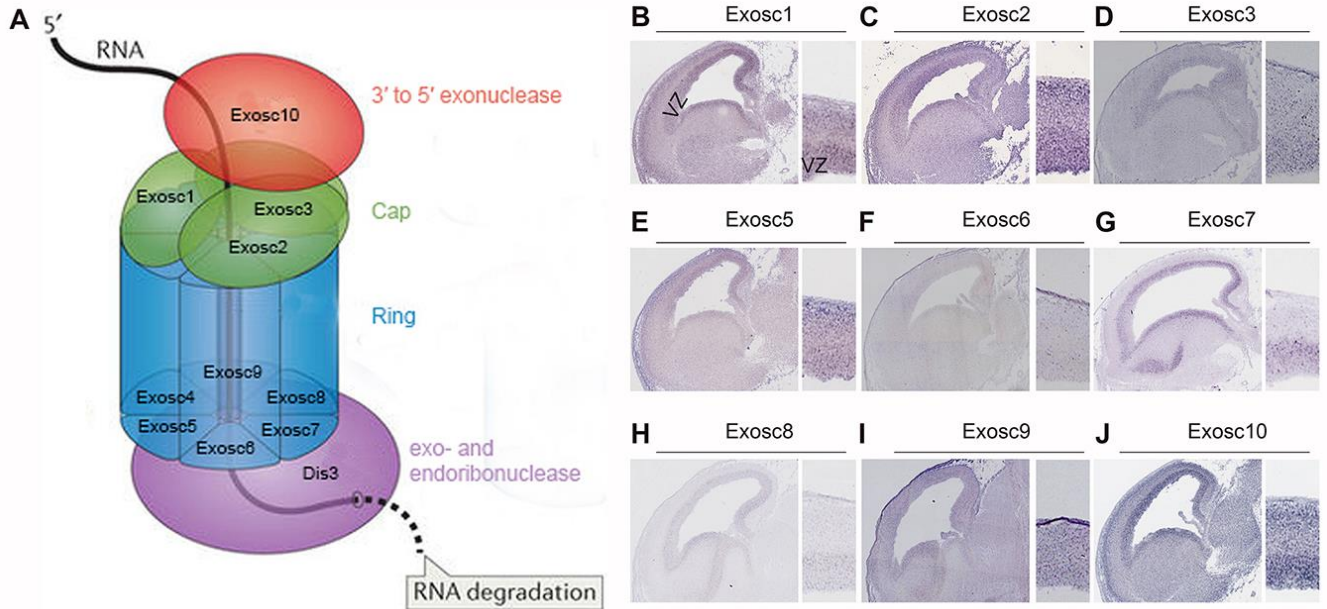 A
5′
RNA
Exosc10
3′ to 5′ exonuclease
Exosc1
Exosc3
Cap
Exosc2
Ring
Exosc9
Exosc4
Exosc8
Exosc5
Exosc7
Exosc6
exo- and
endoribonuclease
Dis3
RNA degradation
B
Exosc1
VZ
VZ
C
Exosc2
D
Exosc3
E
Exosc5
F
Exosc6
G
Exosc7
H
Exosc8
I
Exosc9
J
Exosc10